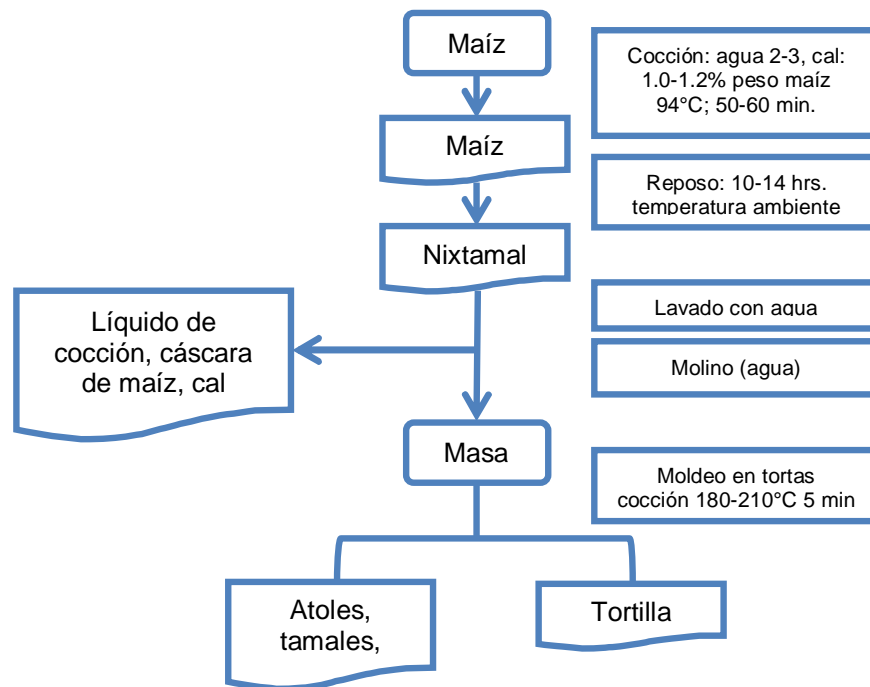 Maíz
Cocción: agua 2-3, cal:
1.0-1.2% peso maíz
94°C; 50-60 min.
Maíz
Reposo: 10-14 hrs.
temperatura ambiente
Nixtamal
Lavado con agua
Líquido de
cocción, cáscara
de maíz, cal
Molino (agua)
Masa
Moldeo en tortas
cocción 180-210°C 5 min
Atoles,
tamales,
Tortilla